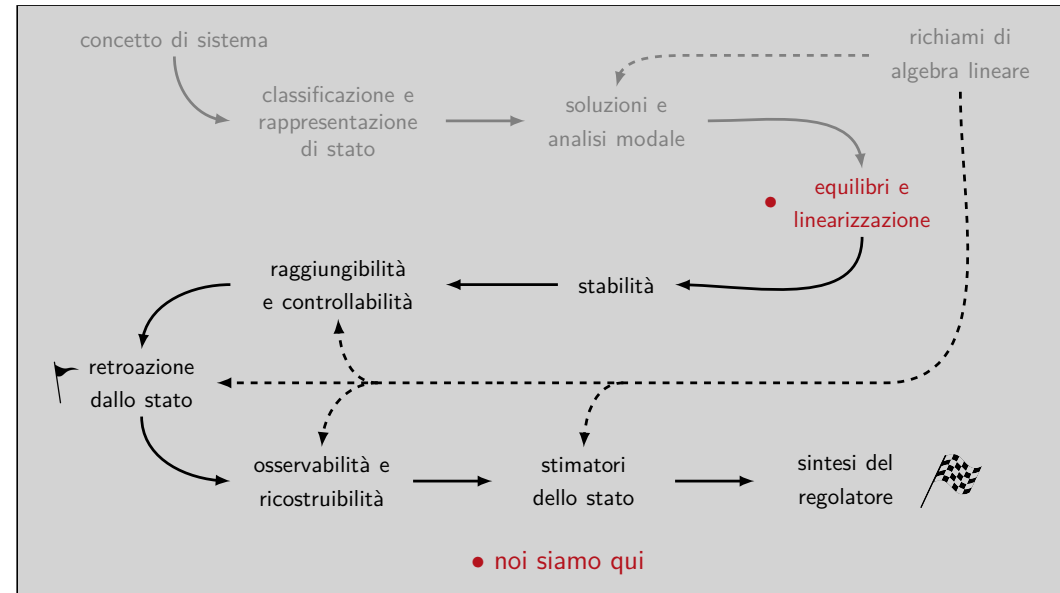 concetto di sistema
richiami di
algebra lineare
classificazione e
rappresentazione
di stato
soluzioni e
analisi modale
equilibri e
linearizzazione
raggiungibilità
e controllabilità
stabilità
retroazione
dallo stato
osservabilità e
ricostruibilità
stimatori
dello stato
sintesi del
regolatore
noi siamo qui